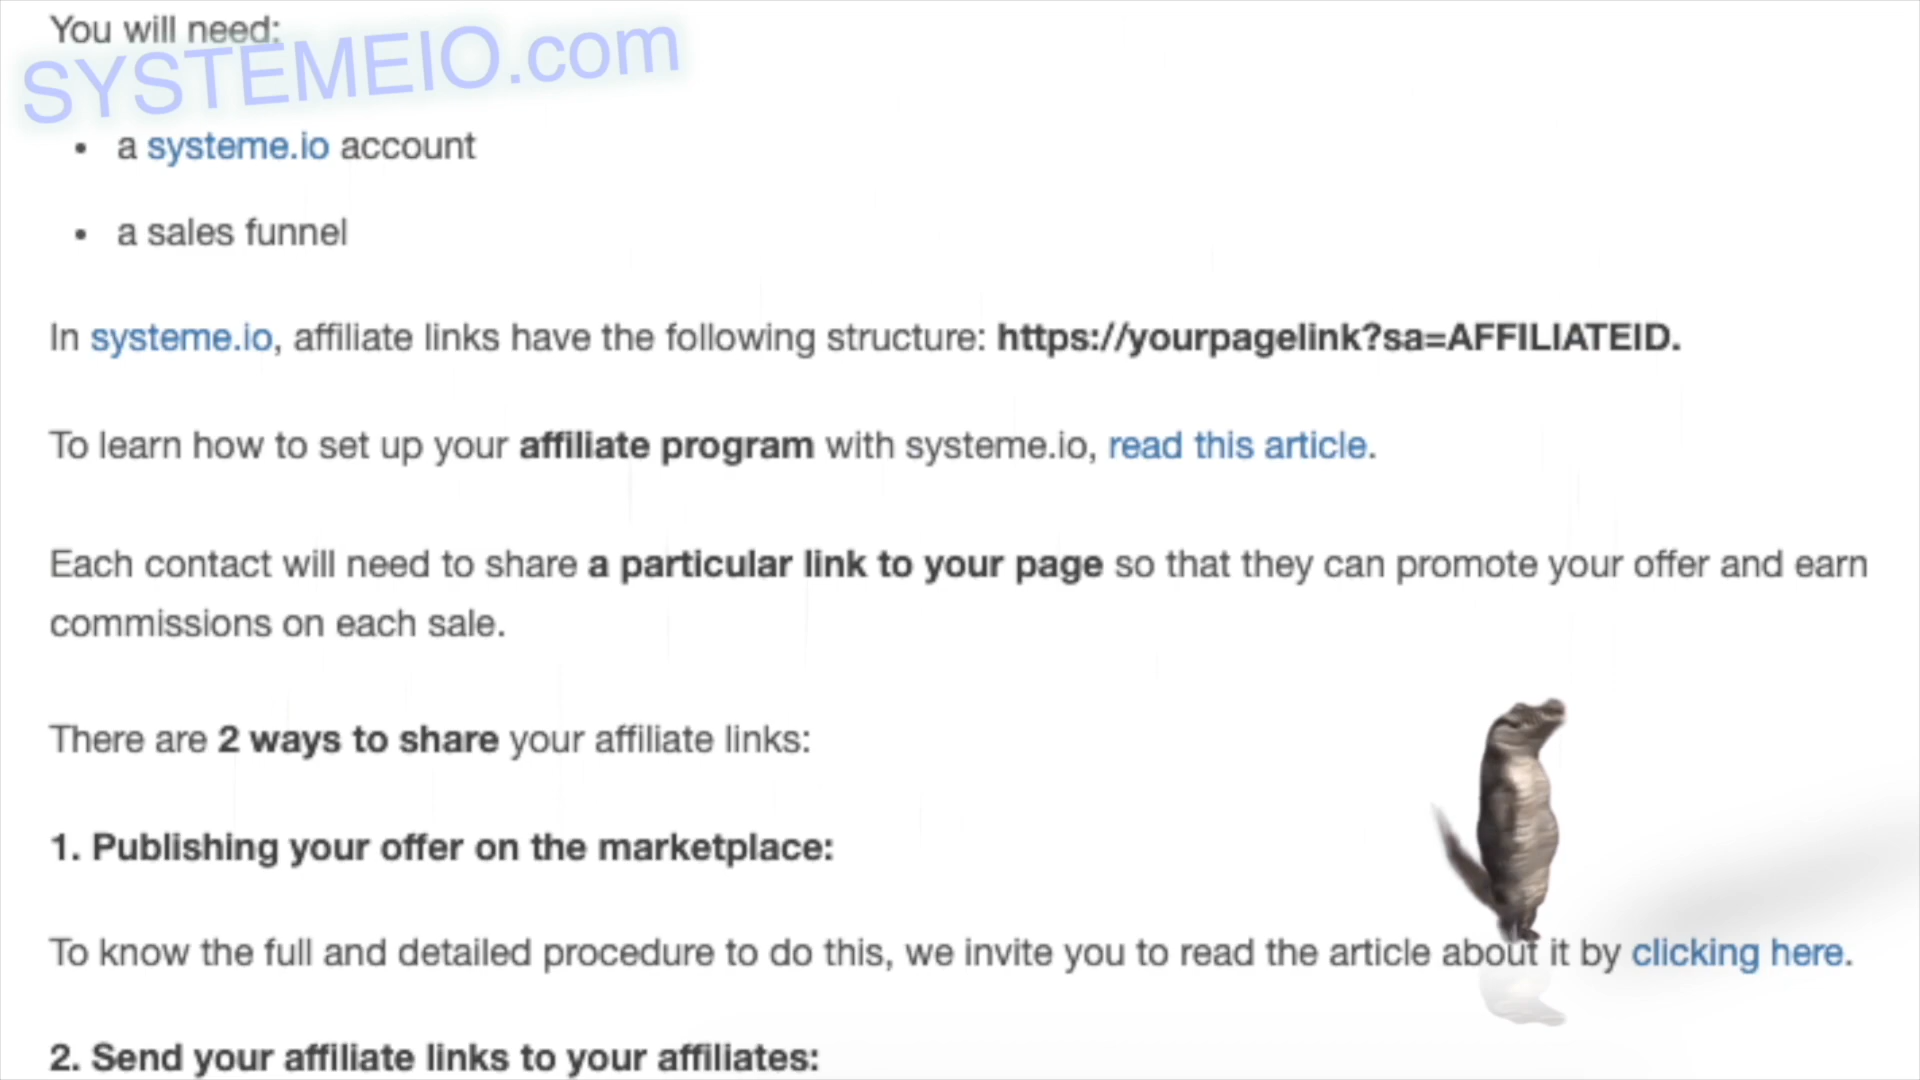 You will need:
SYSTEMEIO.com
• a systeme.io account
• a sales funnel
In systeme.io, affiliate links have the following structure: https://yourpagelink?sa=AFFILIATEID.
To learn how to set up your affiliate program with systeme.io, read this article.
Each contact will need to share a particular link to your page so that they can promote your offer and earn
commissions on each sale.
There are 2 ways to share your affiliate links:
1. Publishing your offer on the marketplace:
To know the full and detailed procedure to do this, we invite you to read the article about it by clicking here.
2. Send your affiliate links to your affiliates: